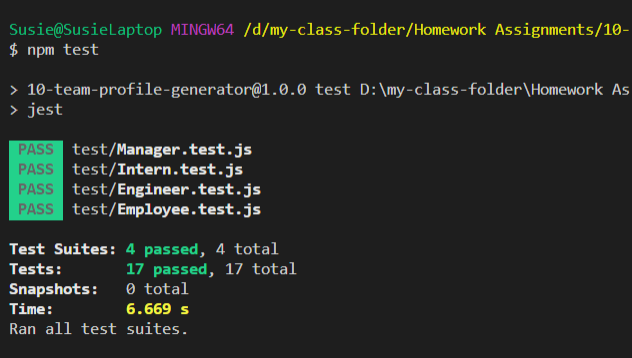 Susie@SusieLaptop MINGW64 /d/my-class-folder/Homework Assignments/10-
$ npm test
> 10-team-profile-generator@1.0.0 test D:\my-class-folder\Homework As
> jest
PASS test/Manager.test.js
PASS test/Intern.test.js
PASS test/Engineer.test.js
PASS test/Employee.test.js
Test Suites: 4 passed, 4 total
Tests: 17 passed, 17 total
Snapshots: 0 total
Time: 6.669 s
Ran all test suites.